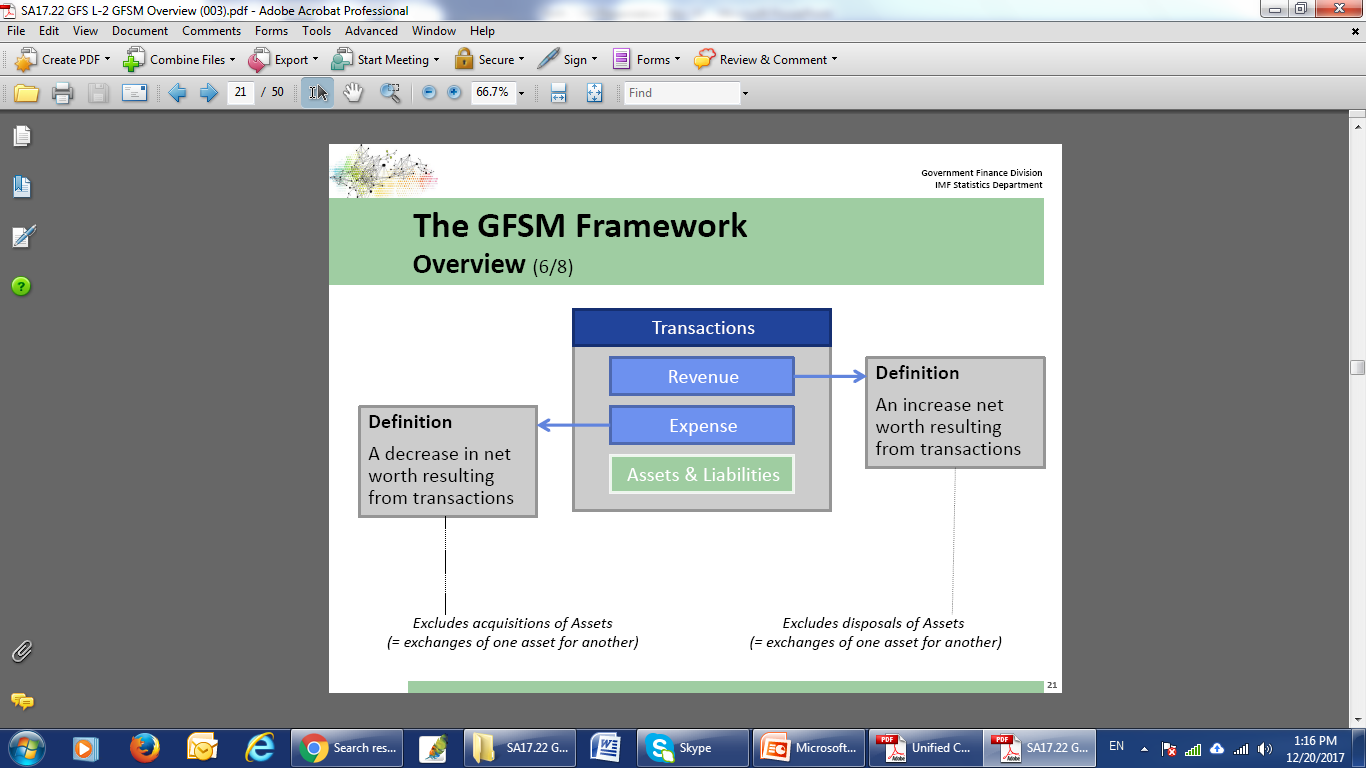 SA17.22 GFS L-2 GFSM Overview (003).pdf - Adobe Acrobat Professional
File Edit View Document Comments Forms Tools Advanced Window Help
Create PDF Combine Files Export Start Meeting Secure Sign Forms Review & Comment
21 / 50 66.7% Find
Government Finance Division
IMF Statistics Department
The GFSM Framework
Overview (6/8)
Transactions
Revenue
Expense
Assets & Liabilities
Definition
An increase net
worth resulting
from transactions
Definition
A decrease in net
worth resulting
from transactions
Excludes acquisitions of Assets
(= exchanges of one asset for another)
Excludes disposals of Assets
(= exchanges of one asset for another)
21
Search res... SA17.22 G... Skype Microsoft... Unified C... SA17.22 G... EN
1:16 PM
12/20/2017